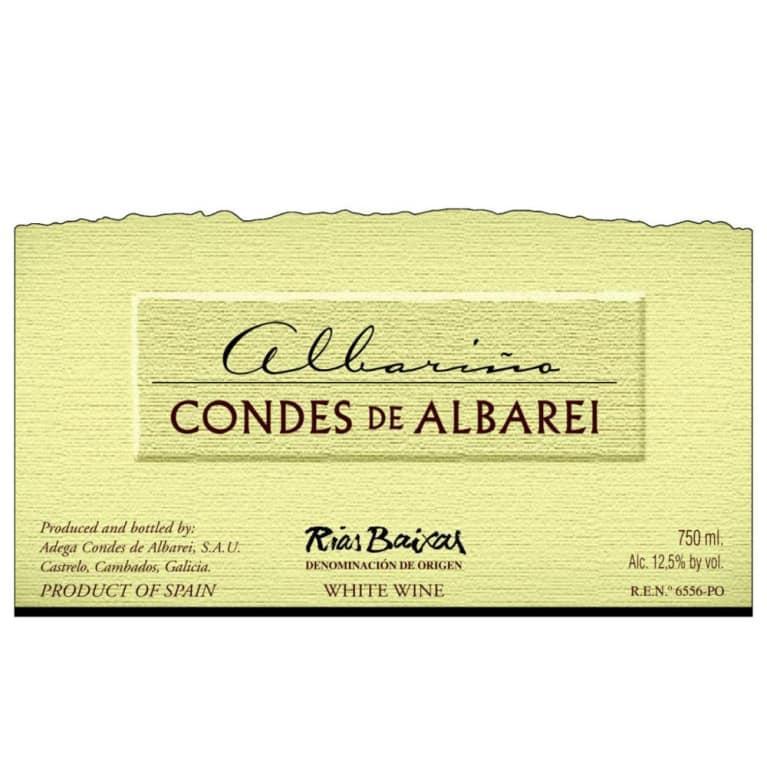 Albariño
CONDES DE ALBAREI
Produced and bottled by:
Adega Condes de Albarei, S.A.U.
Castrelo, Cambados, Galicia.
PRODUCT OF SPAIN
Rías Baixas
DENOMINACIÓN DE ORIGEN
WHITE WINE
750 ml.
Alc. 12,5% by vol.
R.E.N.º 6556-PO